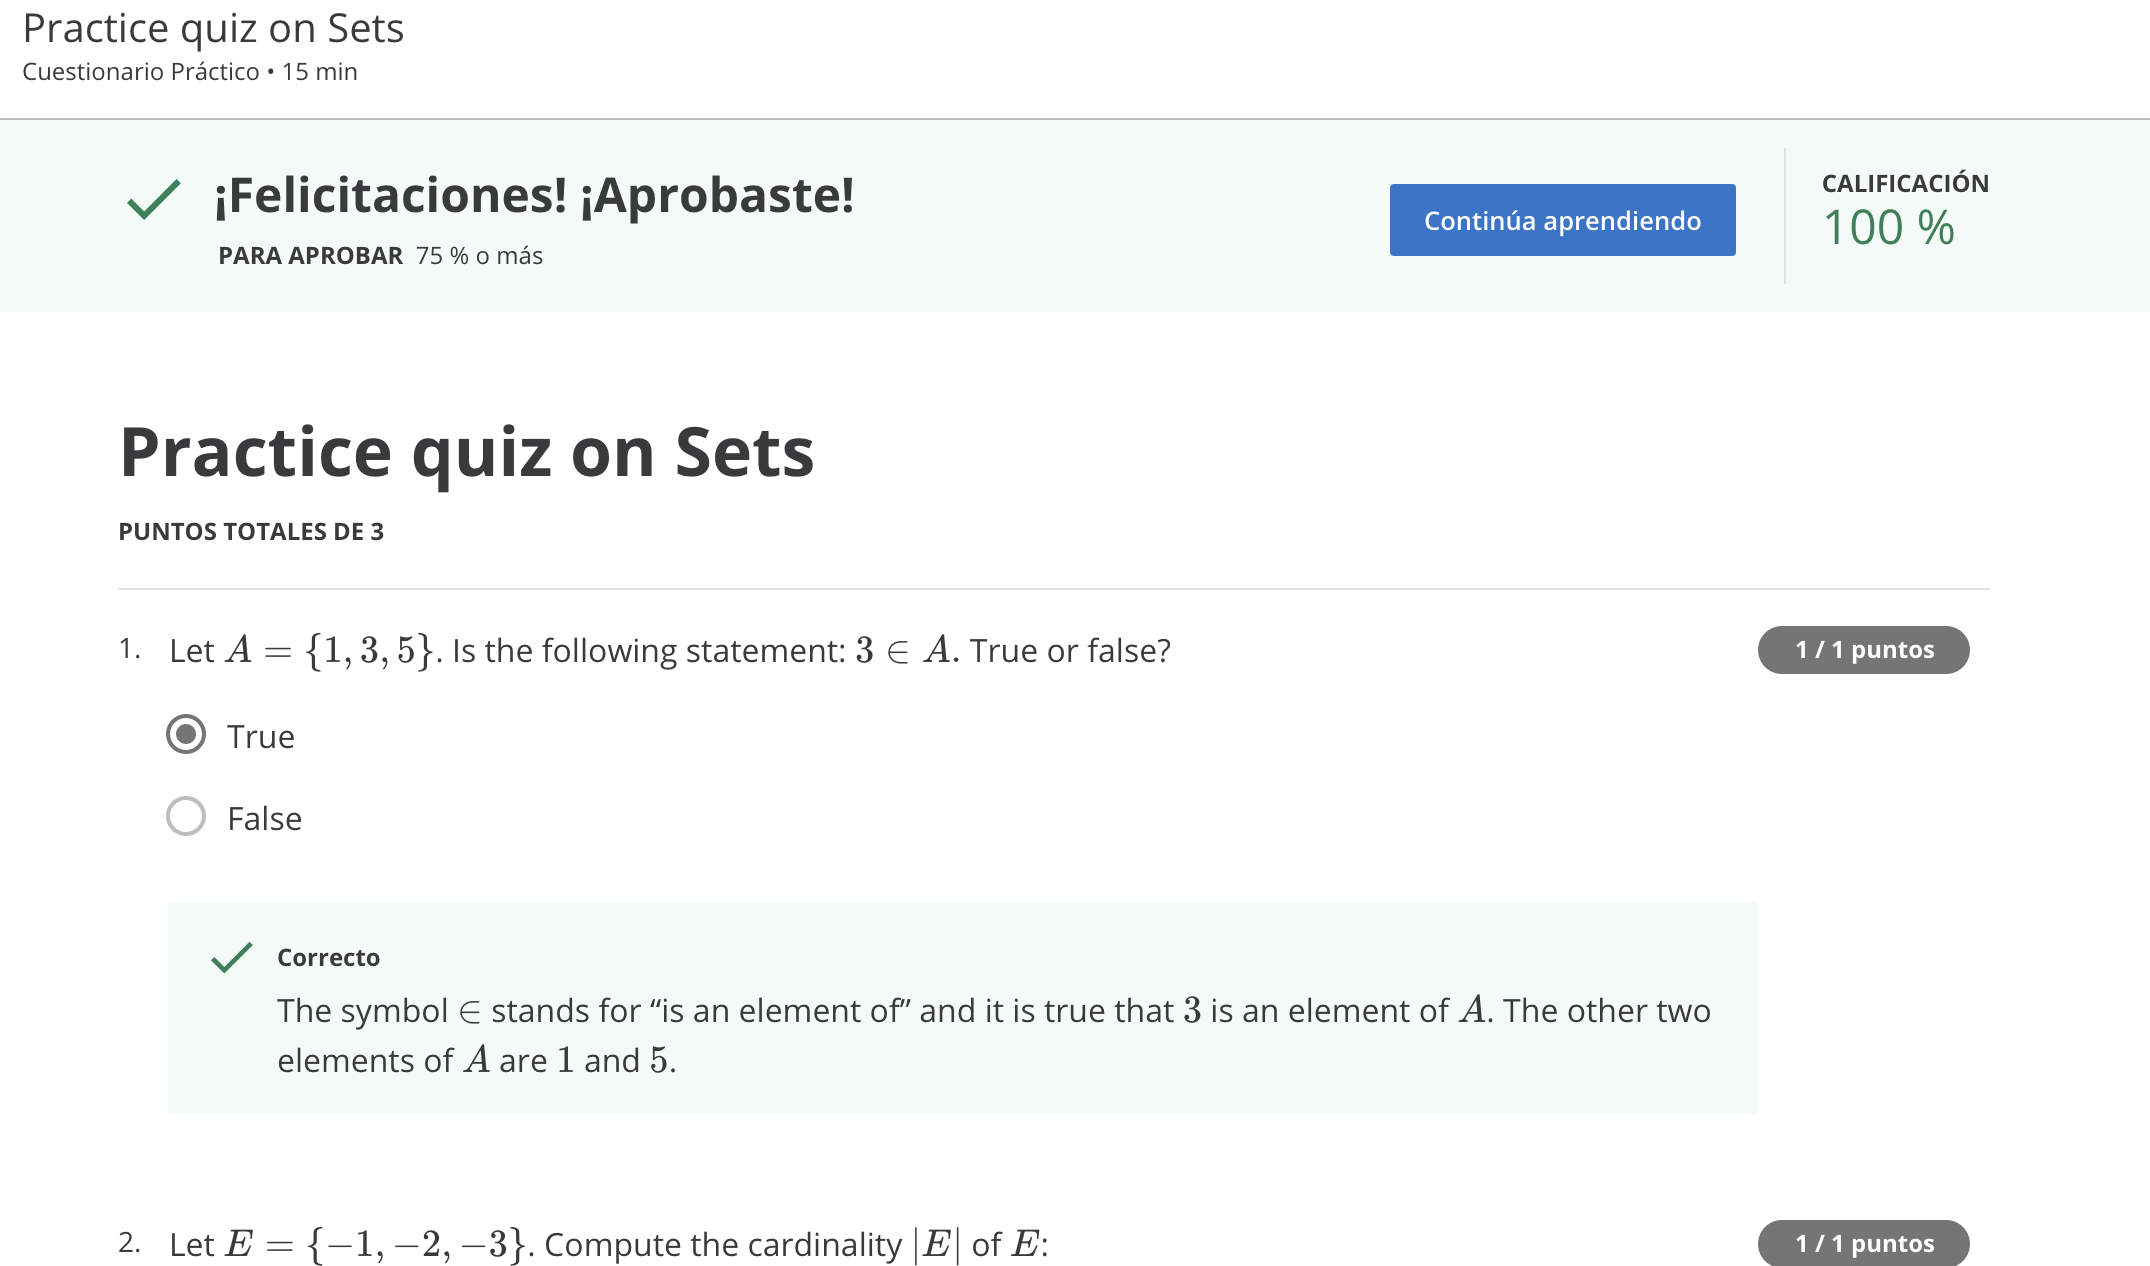 Practice quiz on Sets
Cuestionario Práctico • 15 min
¡Felicitaciones! ¡Aprobaste!
PARA APROBAR 75 % o más
Continúa aprendiendo
CALIFICACIÓN
100 %
Practice quiz on Sets
PUNTOS TOTALES DE 3
1. Let A = {1, 3, 5}. Is the following statement: 3 ∈ A. True or false?
1 / 1 puntos
True
False
Correcto
The symbol ∈ stands for “is an element of” and it is true that 3 is an element of A. The other two
elements of A are 1 and 5.
2. Let E = {−1, −2, −3}. Compute the cardinality |E| of E:
1 / 1 puntos